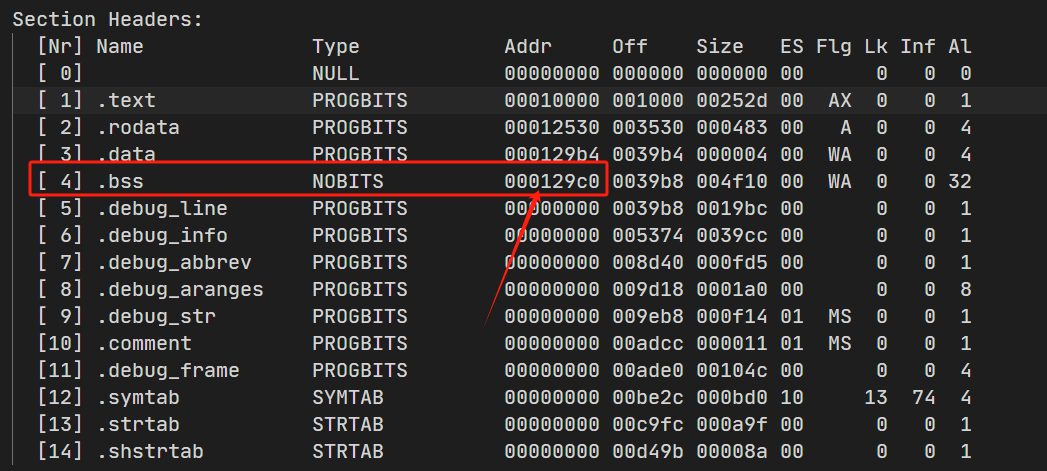 Section Headers:
[Nr] Name Type Addr Off Size ES Flg Lk Inf Al
[ 0] NULL 00000000 000000 000000 00 0 0 0
[ 1] .text PROGBITS 00010000 001000 00252d 00 AX 0 0 1
[ 2] .rodata PROGBITS 00012530 003530 000483 00 A 0 0 4
[ 3] .data PROGBITS 000129b4 0039b4 000004 00 WA 0 0 4
[ 4] .bss NOBITS 000129c0 0039b8 004f10 00 WA 0 0 32
[ 5] .debug_line PROGBITS 00000000 0039b8 0019bc 00 0 0 1
[ 6] .debug_info PROGBITS 00000000 005374 0039cc 00 0 0 1
[ 7] .debug_abbrev PROGBITS 00000000 008d40 000fd5 00 0 0 1
[ 8] .debug_aranges PROGBITS 00000000 009d18 0001a0 00 0 0 8
[ 9] .debug_str PROGBITS 00000000 009eb8 000f14 01 MS 0 0 1
[10] .comment PROGBITS 00000000 00adcc 000011 01 MS 0 0 1
[11] .debug_frame PROGBITS 00000000 00ade0 00104c 00 0 0 4
[12] .symtab SYMTAB 00000000 00be2c 000bd0 10 13 74 4
[13] .strtab STRTAB 00000000 00c9fc 000a9f 00 0 0 1
[14] .shstrtab STRTAB 00000000 00d49b 00008a 00 0 0 1